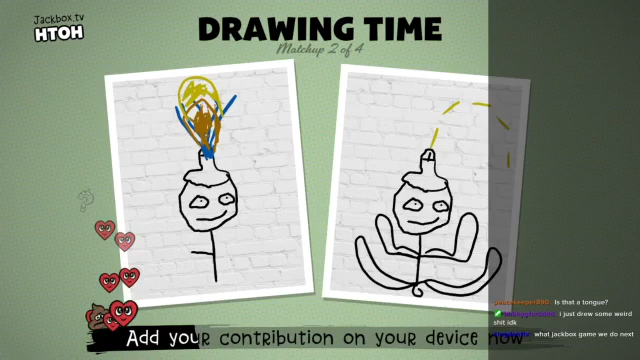 Jackbox.tv
HTOH
DRAWING TIME
Matchup 2 of 4
Is that a tongue?
i just drew some weird
shit idk
what jackbox game we do next
Add your contribution on your device now